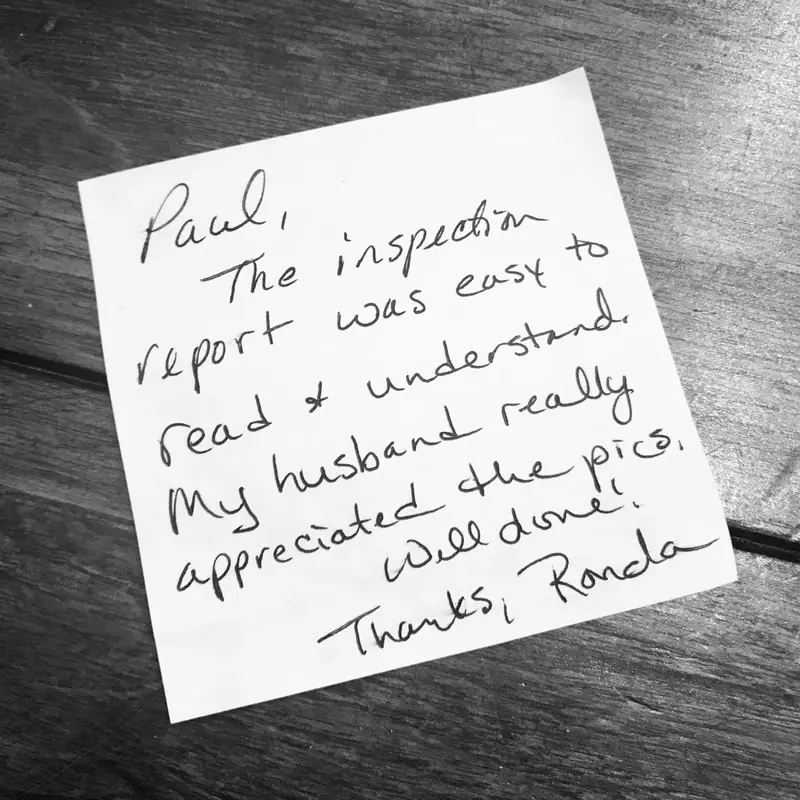 Paul,
The inspection
report was easy to
read & understand.
My husband really
appreciated the pics.
Well done!
Thanks, Ronda